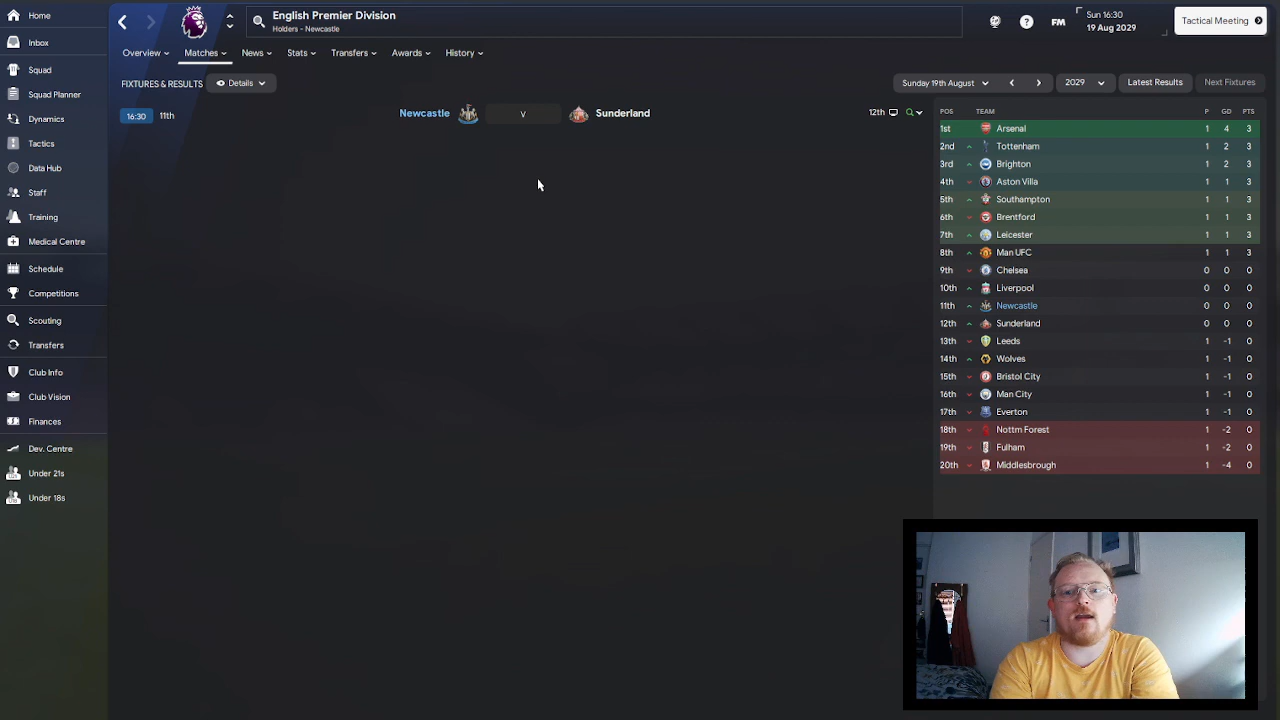 Home
Inbox
Squad
Squad Planner
Dynamics
Tactics
Data Hub
Staff
Training
Medical Centre
Schedule
Competitions
Scouting
Transfers
Club Info
Club Vision
Finances
Dev. Centre
Under 21s
Under 18s
English Premier Division
Holders - Newcastle
FM
Sun 16:30
19 Aug 2029
Tactical Meeting
Overview Matches News Stats Transfers Awards History
FIXTURES & RESULTS Details
Sunday 19th August 2029 Latest Results Next Fixtures
16:30 11th Newcastle v Sunderland 12th
POS TEAM P GD PTS
1st Arsenal 1 4 3
2nd Tottenham 1 2 3
3rd Brighton 1 2 3
4th Aston Villa 1 1 3
5th Southampton 1 1 3
6th Brentford 1 1 3
7th Leicester 1 1 3
8th Man UFC 1 1 3
9th Chelsea 0 0 0
10th Liverpool 0 0 0
11th Newcastle 0 0 0
12th Sunderland 0 0 0
13th Leeds 1 -1 0
14th Wolves 1 -1 0
15th Bristol City 1 -1 0
16th Man City 1 -1 0
17th Everton 1 -1 0
18th Nottm Forest 1 -2 0
19th Fulham 1 -2 0
20th Middlesbrough 1 -4 0